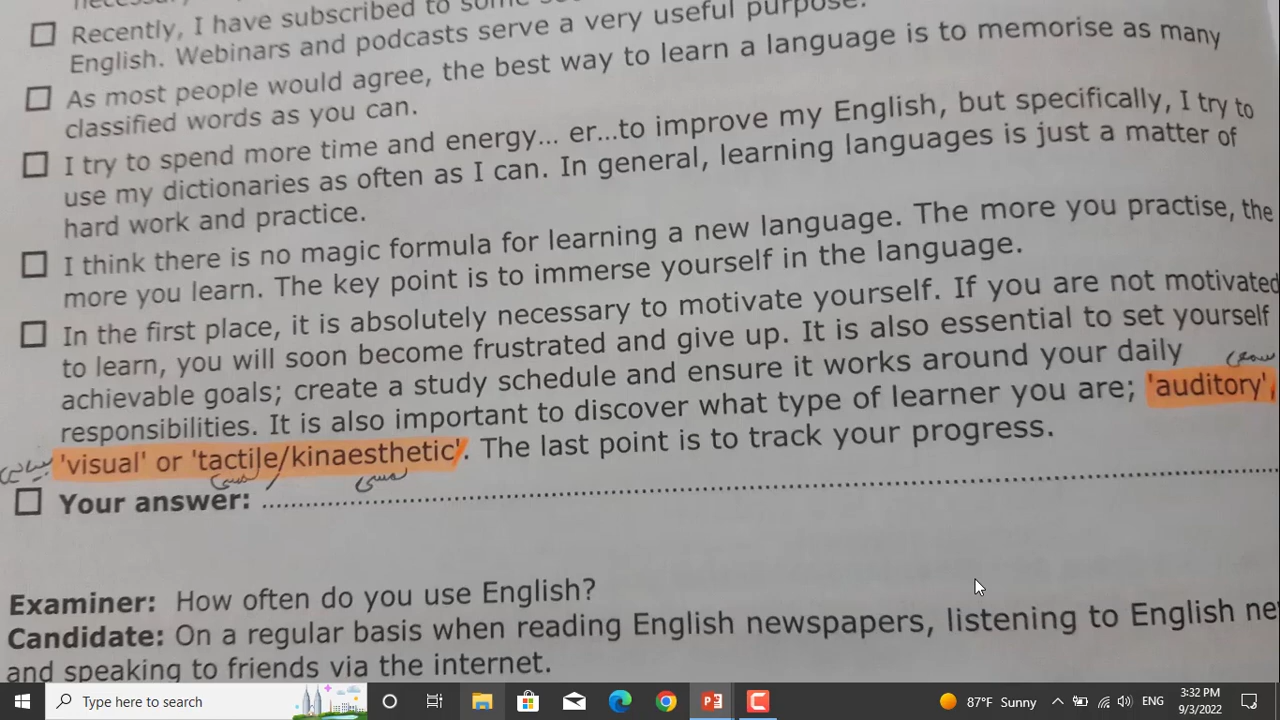 Recently, I have subscribed to
English. Webinars and podcasts serve a very useful purpose.
As most people would agree, the best way to learn a language is to memorise as many
classified words as you can.
I try to spend more time and energy... er...to improve my English, but specifically, I try to
use my dictionaries as often as I can. In general, learning languages is just a matter of
hard work and practice.
I think there is no magic formula for learning a new language. The more you practise, the
more you learn. The key point is to immerse yourself in the language.
In the first place, it is absolutely necessary to motivate yourself. If you are not motivated
to learn, you will soon become frustrated and give up. It is also essential to set yourself
achievable goals; create a study schedule and ensure it works around your daily
responsibilities. It is also important to discover what type of learner you are; 'auditory',
'visual' or 'tactile/kinaesthetic'. The last point is to track your progress.
Your answer:
Examiner: How often do you use English?
Candidate: On a regular basis when reading English newspapers, listening to English
and speaking to friends via the internet.
Type here to search
87°F Sunny
ENG
3:32 PM
9/3/2022